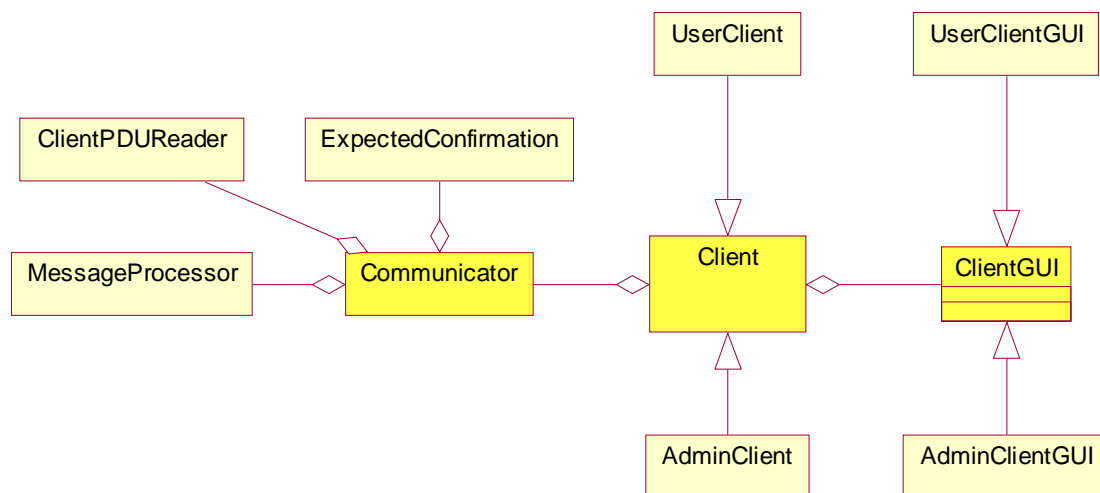 UserClient
UserClientGUI
ClientPDUReader
ExpectedConfirmation
MessageProcessor
Communicator
Client
ClientGUI
AdminClient
AdminClientGUI